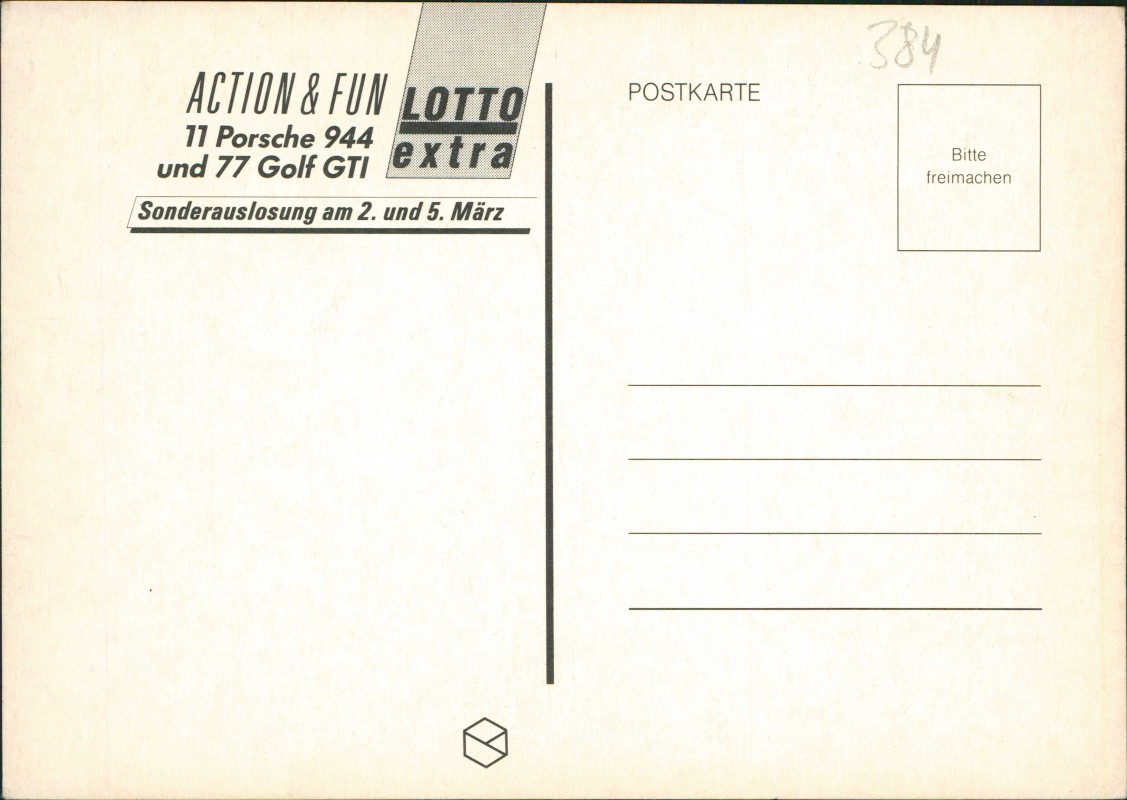 ACTION & FUN
11 Porsche 944
und 77 Golf GTI
LOTTO
extra
Sonderauslosung am 2. und 5. März
384
POSTKARTE
Bitte
freimachen